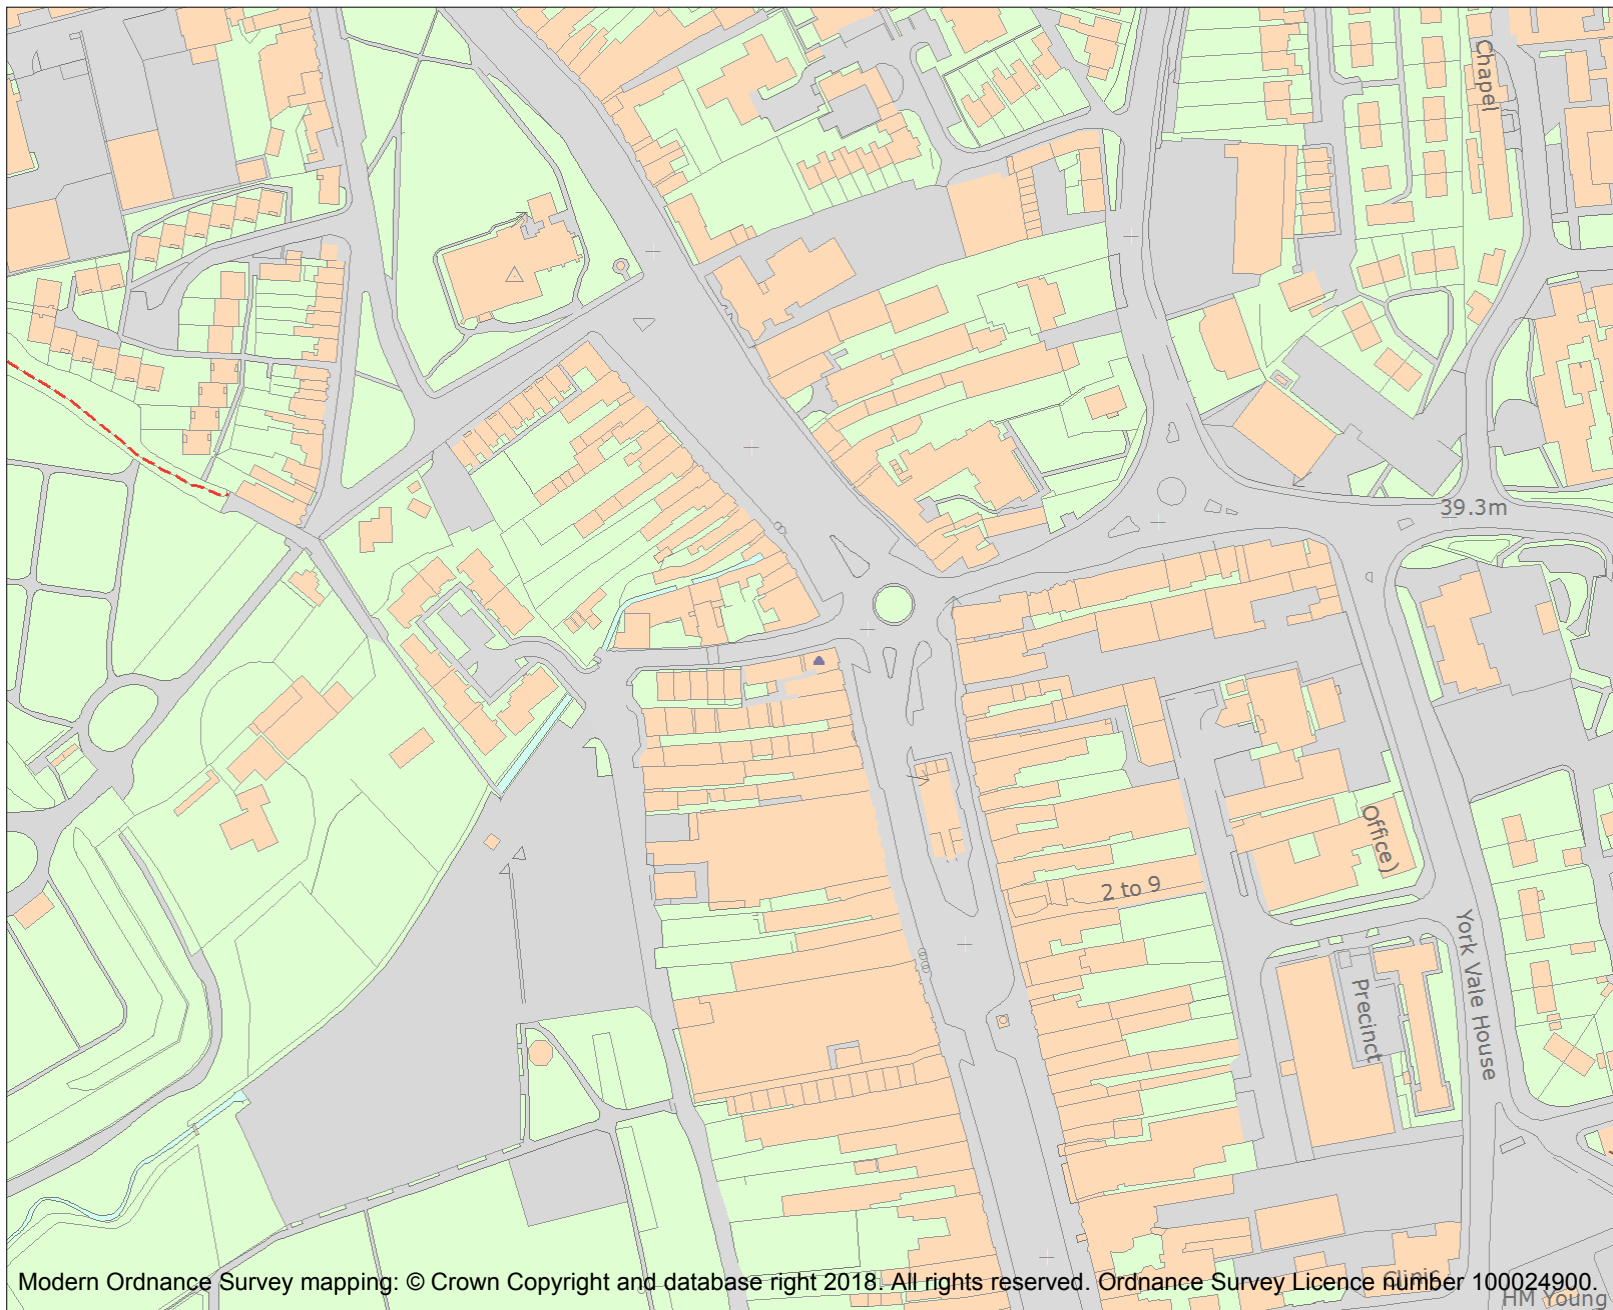 Chapel
39.3m
Office)
2 to 9
York Vale House
Precinct
Clinic
Modern Ordnance Survey mapping: © Crown Copyright and database right 2018. All rights reserved. Ordnance Survey Licence number 100024900.
HM Young